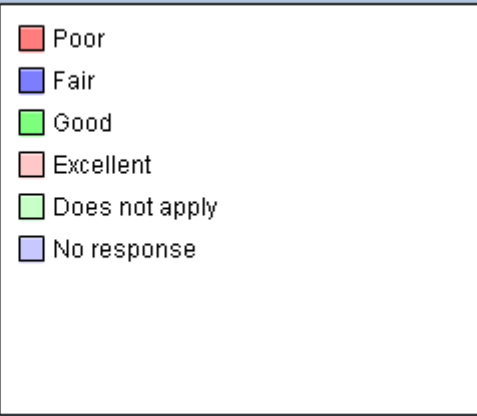 Poor
Fair
Good
Excellent
Does not apply
No response